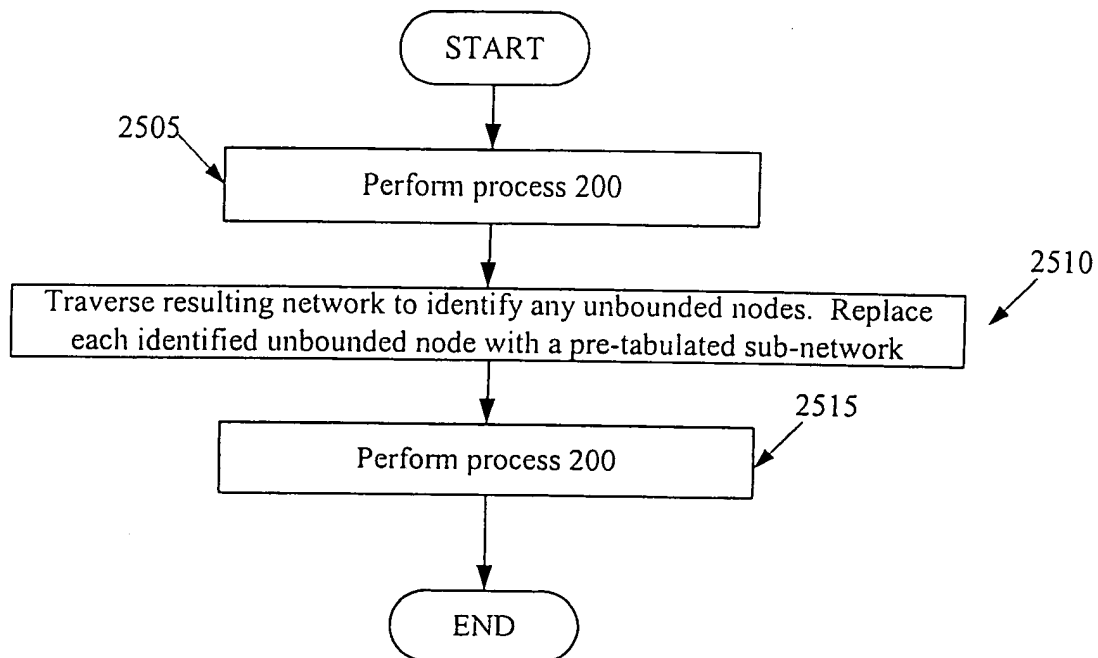 START
2505
Perform process 200
2510
Traverse resulting network to identify any unbounded nodes. Replace
each identified unbounded node with a pre-tabulated sub-network
2515
Perform process 200
END